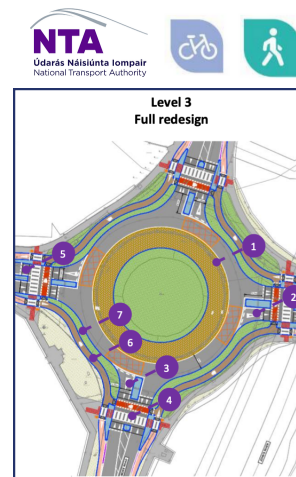 NTA
Údarás Náisiúnta Iompair
National Transport Authority
Level 3
Full redesign
1
5
2
7
6
3
4